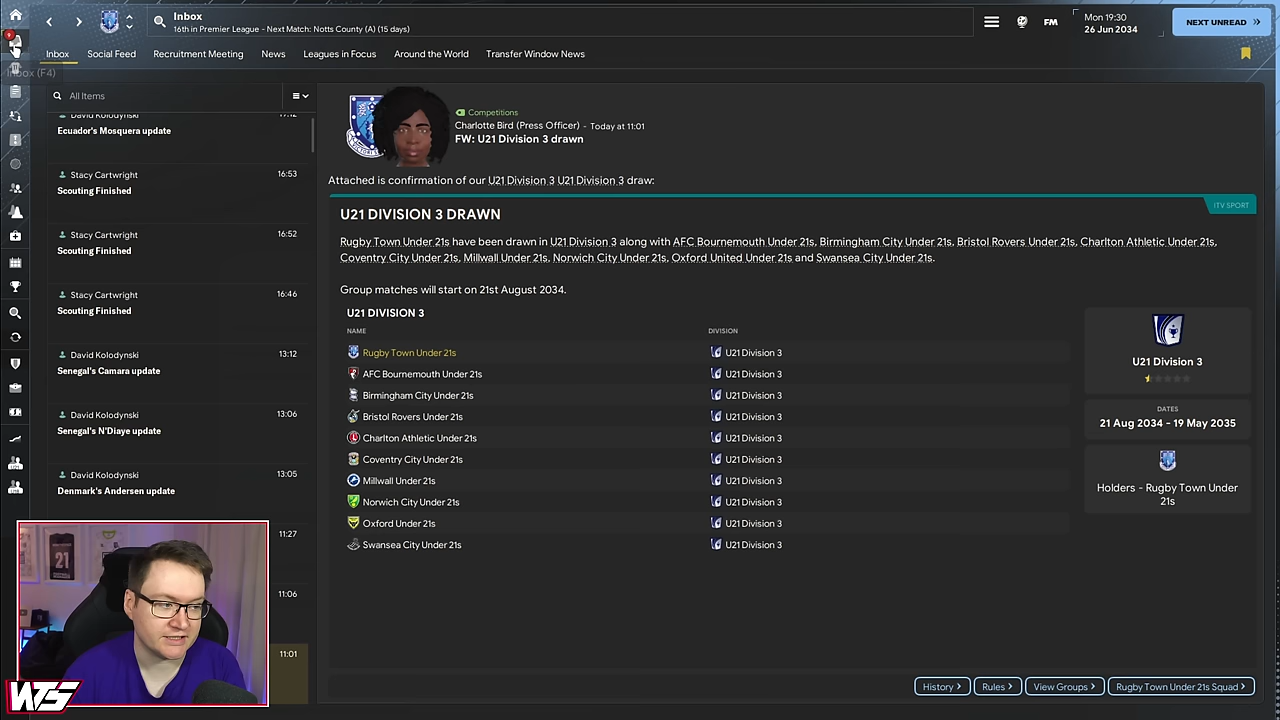 Inbox
16th in Premier League - Next Match: Notts County (A) (15 days)
FM
Mon 19:30
26 Jun 2034
NEXT UNREAD
Inbox
Social Feed
Recruitment Meeting
News
Leagues in Focus
Around the World
Transfer Window News
Inbox (F4)
All Items
David Kolodynski
17:12
Ecuador's Mosquera update
Stacy Cartwright
16:53
Scouting Finished
Stacy Cartwright
16:52
Scouting Finished
Stacy Cartwright
16:46
Scouting Finished
David Kolodynski
13:12
Senegal's Camara update
David Kolodynski
13:06
Senegal's N'Diaye update
David Kolodynski
13:05
Denmark's Andersen update
11:27
11:06
11:01
Competitions
Charlotte Bird (Press Officer) - Today at 11:01
FW: U21 Division 3 drawn
Attached is confirmation of our U21 Division 3 U21 Division 3 draw:
ITV SPORT
U21 DIVISION 3 DRAWN
Rugby Town Under 21s have been drawn in U21 Division 3 along with AFC Bournemouth Under 21s, Birmingham City Under 21s, Bristol Rovers Under 21s, Charlton Athletic Under 21s,
Coventry City Under 21s, Millwall Under 21s, Norwich City Under 21s, Oxford United Under 21s and Swansea City Under 21s.
Group matches will start on 21st August 2034.
U21 DIVISION 3
NAME DIVISION
Rugby Town Under 21s U21 Division 3
AFC Bournemouth Under 21s U21 Division 3
Birmingham City Under 21s U21 Division 3
Bristol Rovers Under 21s U21 Division 3
Charlton Athletic Under 21s U21 Division 3
Coventry City Under 21s U21 Division 3
Millwall Under 21s U21 Division 3
Norwich City Under 21s U21 Division 3
Oxford Under 21s U21 Division 3
Swansea City Under 21s U21 Division 3
U21 Division 3
DATES
21 Aug 2034 - 19 May 2035
Holders - Rugby Town Under
21s
History
Rules
View Groups
Rugby Town Under 21s Squad
21
WTS